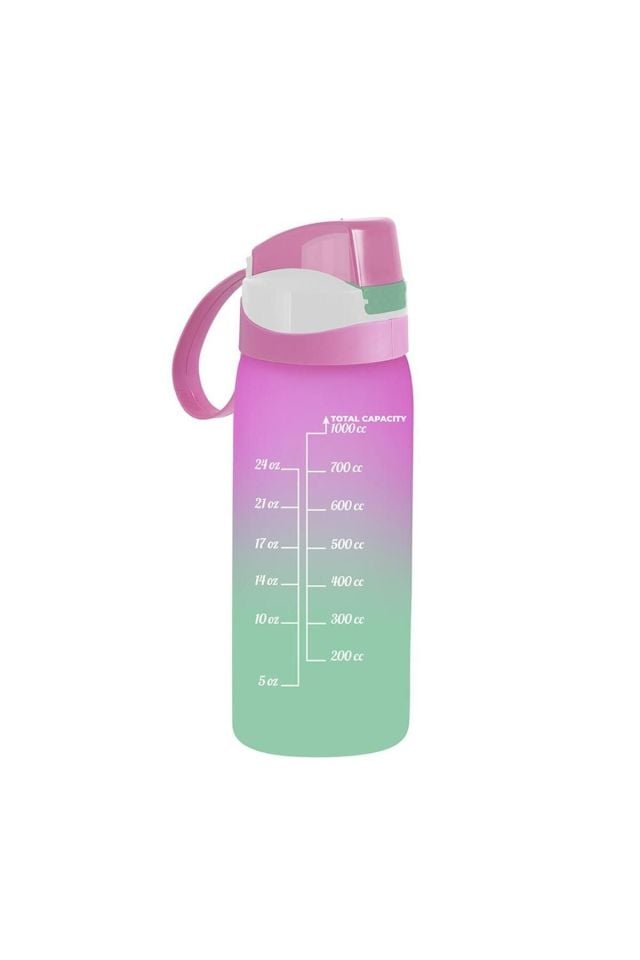 TOTAL CAPACITY
1000 cc
24 oz 700 cc
21 oz 600 cc
17 oz 500 cc
14 oz 400 cc
10 oz 300 cc
200 cc
5 oz